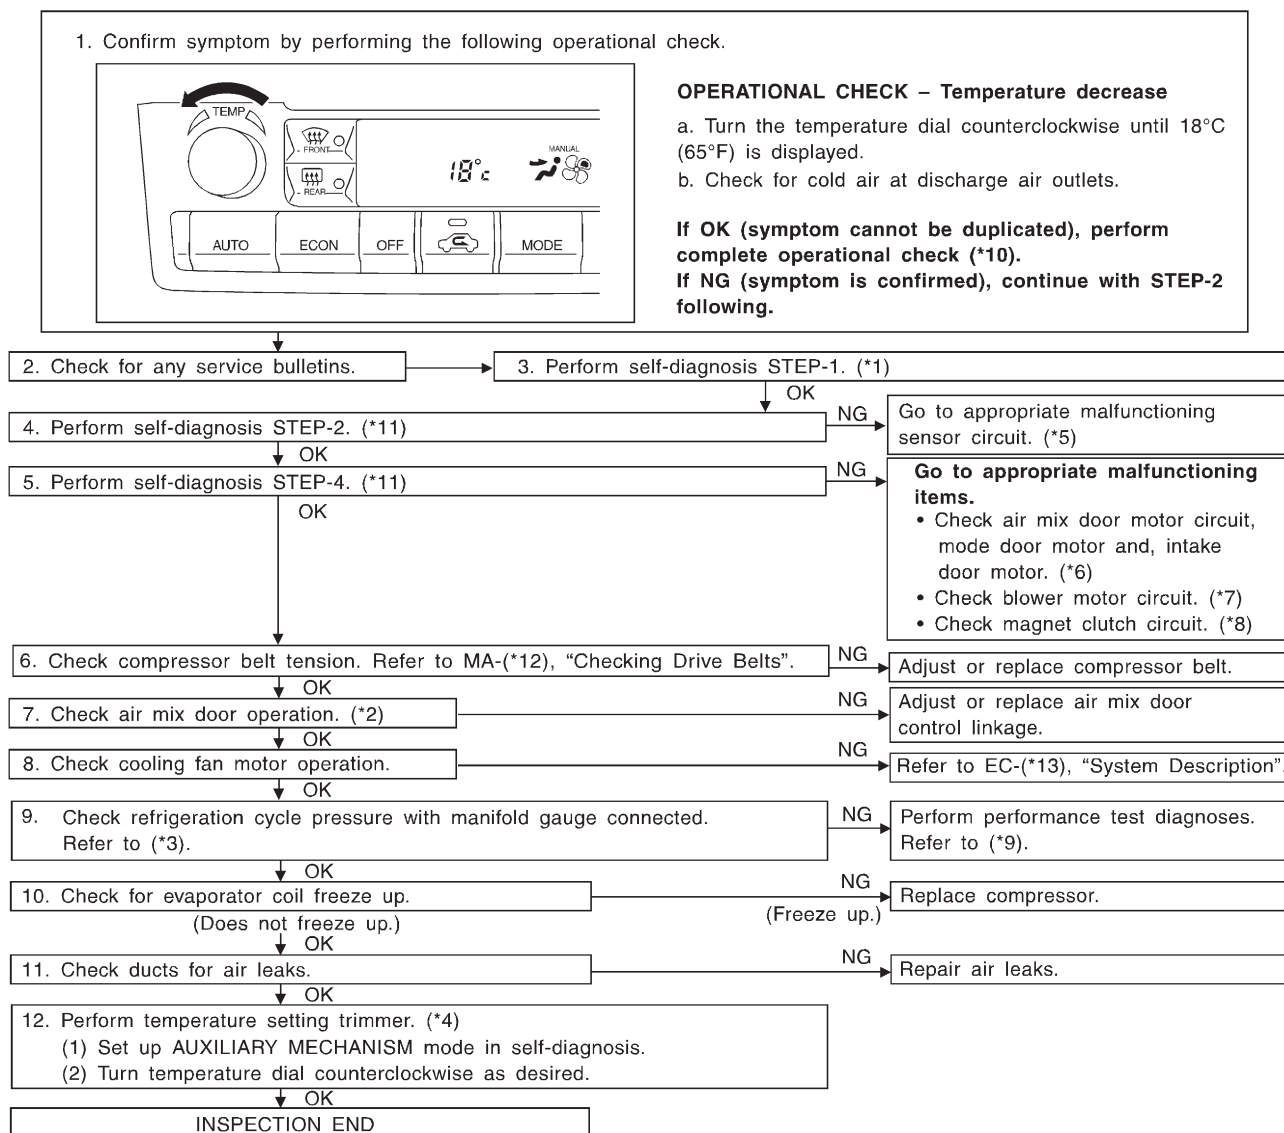 1. Confirm symptom by performing the following operational check.
TEMP
FRONT
REAR
18°c
MANUAL
AUTO
ECON
OFF
MODE
OPERATIONAL CHECK – Temperature decrease
a. Turn the temperature dial counterclockwise until 18°C
(65°F) is displayed.
b. Check for cold air at discharge air outlets.
If OK (symptom cannot be duplicated), perform
complete operational check (*10).
If NG (symptom is confirmed), continue with STEP-2
following.
2. Check for any service bulletins.
3. Perform self-diagnosis STEP-1. (*1)
OK
4. Perform self-diagnosis STEP-2. (*11)
NG
Go to appropriate malfunctioning
sensor circuit. (*5)
OK
5. Perform self-diagnosis STEP-4. (*11)
NG
Go to appropriate malfunctioning
items.
• Check air mix door motor circuit,
mode door motor and, intake
door motor. (*6)
• Check blower motor circuit. (*7)
• Check magnet clutch circuit. (*8)
OK
6. Check compressor belt tension. Refer to MA-(*12), “Checking Drive Belts”.
NG
Adjust or replace compressor belt.
OK
7. Check air mix door operation. (*2)
NG
Adjust or replace air mix door
control linkage.
OK
8. Check cooling fan motor operation.
NG
Refer to EC-(*13), “System Description”.
OK
9. Check refrigeration cycle pressure with manifold gauge connected.
Refer to (*3).
NG
Perform performance test diagnoses.
Refer to (*9).
OK
10. Check for evaporator coil freeze up.
NG
(Freeze up.)
Replace compressor.
(Does not freeze up.)
OK
11. Check ducts for air leaks.
NG
Repair air leaks.
OK
12. Perform temperature setting trimmer. (*4)
(1) Set up AUXILIARY MECHANISM mode in self-diagnosis.
(2) Turn temperature dial counterclockwise as desired.
OK
INSPECTION END